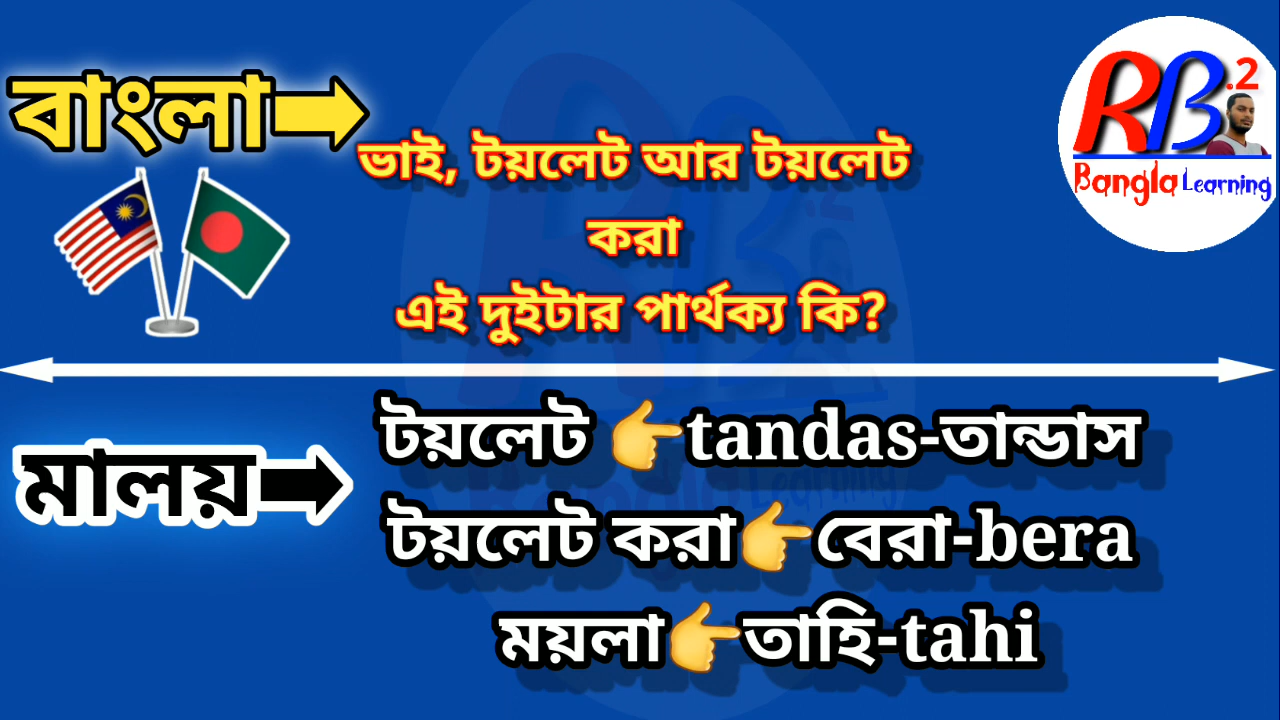 বাংলা
RB.2
Bangla Learning
ভাই, টয়লেট আর টয়লেট
করা
এই দুইটার পার্থক্য কি?
মালয়
টয়লেট 👉tandas-তান্ডাস
টয়লেট করা👉বেরা-bera
ময়লা👉তাহি-tahi